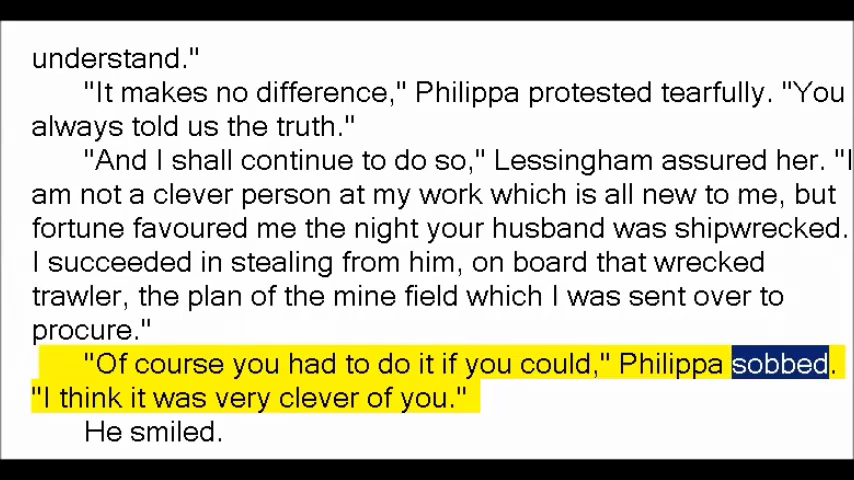 understand."
"It makes no difference," Philippa protested tearfully. "You
always told us the truth."
"And I shall continue to do so," Lessingham assured her. "I
am not a clever person at my work which is all new to me, but
fortune favoured me the night your husband was shipwrecked.
I succeeded in stealing from him, on board that wrecked
trawler, the plan of the mine field which I was sent over to
procure."
"Of course you had to do it if you could," Philippa sobbed.
"I think it was very clever of you."
He smiled.